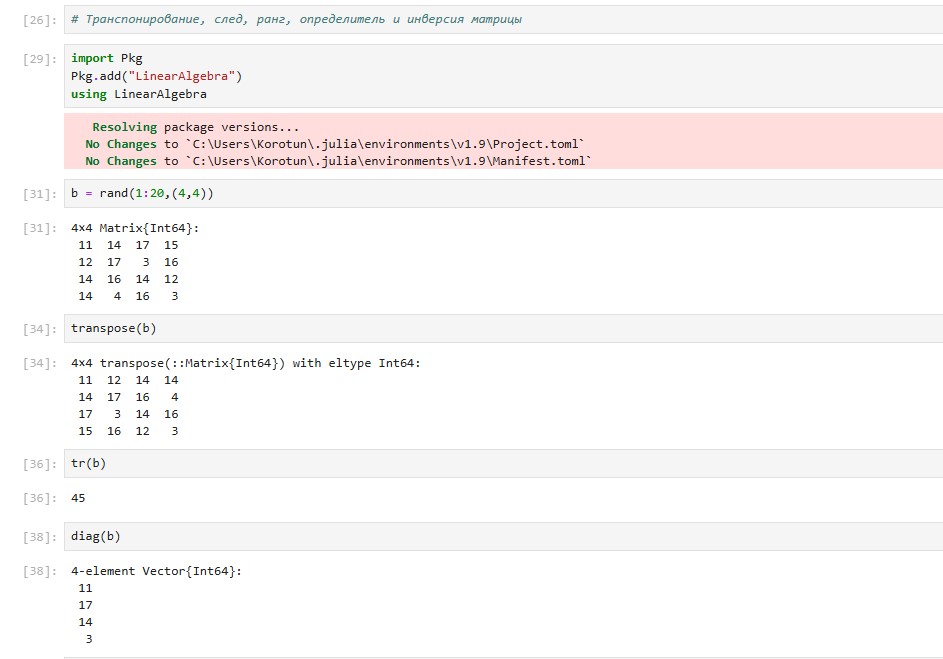 [26]: # Транспонирование, след, ранг, определитель и инверсия матрицы
[29]: import Pkg
Pkg.add("LinearAlgebra")
using LinearAlgebra
Resolving package versions...
No Changes to `C:\Users\Korotun\.julia\environments\v1.9\Project.toml`
No Changes to `C:\Users\Korotun\.julia\environments\v1.9\Manifest.toml`
[31]: b = rand(1:20,(4,4))
[31]: 4×4 Matrix{Int64}:
11 14 17 15
12 17 3 16
14 16 14 12
14 4 16 3
[34]: transpose(b)
[34]: 4×4 transpose(::Matrix{Int64}) with eltype Int64:
11 12 14 14
14 17 16 4
17 3 14 16
15 16 12 3
[36]: tr(b)
[36]: 45
[38]: diag(b)
[38]: 4-element Vector{Int64}:
11
17
14
3